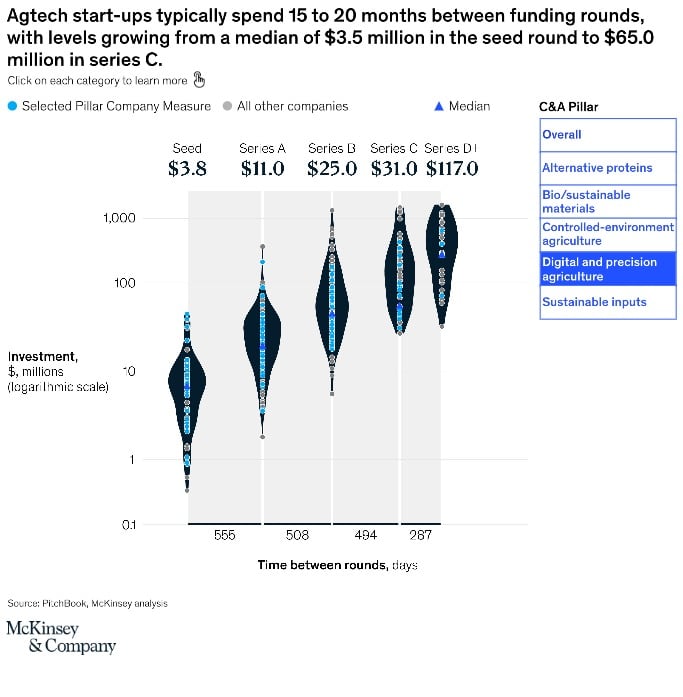 Agtech start-ups typically spend 15 to 20 months between funding rounds,
with levels growing from a median of $3.5 million in the seed round to $65.0
million in series C.
Click on each category to learn more
Selected Pillar Company Measure
All other companies
Median
C&A Pillar
Overall
Alternative proteins
Bio/sustainable
materials
Controlled-environment
agriculture
Digital and precision
agriculture
Sustainable inputs
Seed
$3.8
Series A
$11.0
Series B
$25.0
Series C
$31.0
Series D+
$117.0
1,000
100
10
1
0.1
Investment,
$, millions
(logarithmic scale)
555
508
494
267
Time between rounds, days
Source: PitchBook, McKinsey analysis
McKinsey
& Company